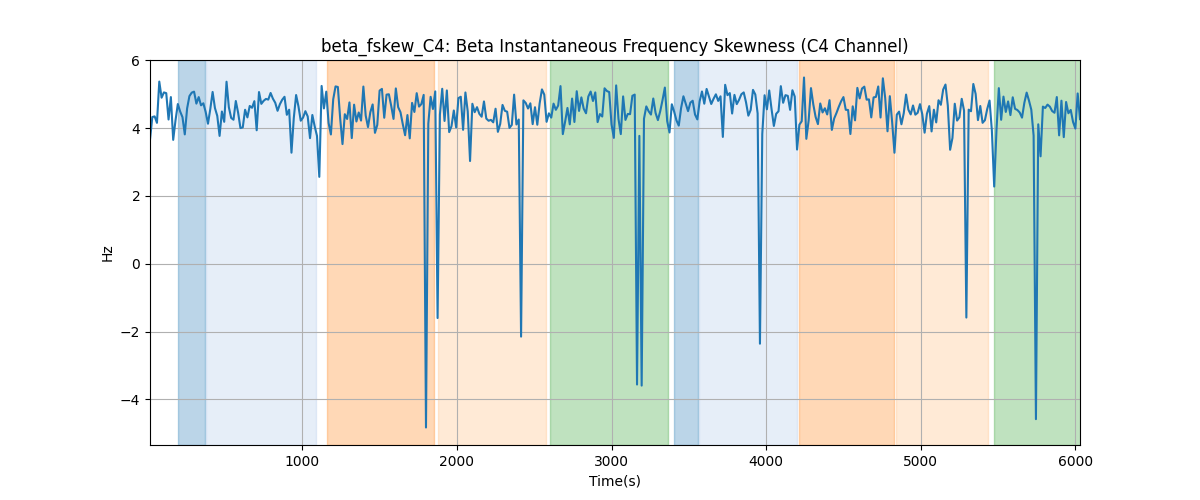 beta_fskew_C4: Beta Instantaneous Frequency Skewness (C4 Channel)
6
4
2
0
−2
−4
Hz
1000 2000 3000 4000 5000 6000
Time(s)